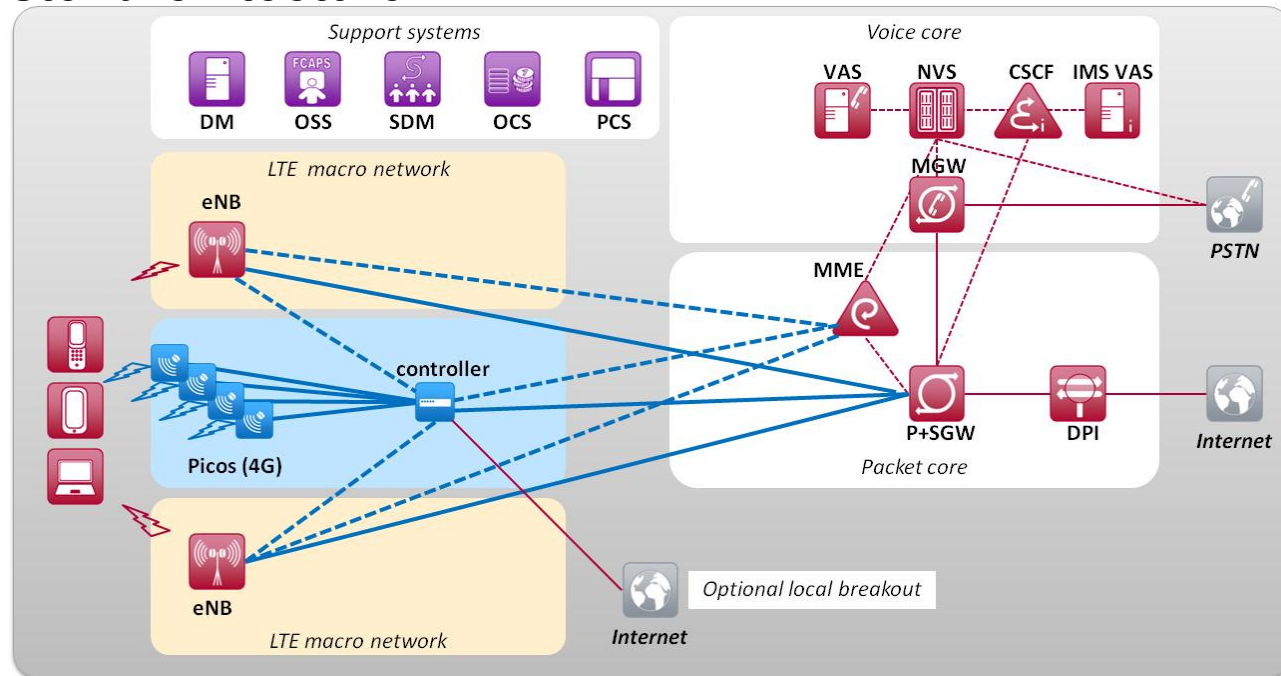 Support systems
FCAPS
DM
OSS
SDM
OCS
PCS
Voice core
VAS
NVS
CSCF
IMS VAS
i
i
MGW
PSTN
LTE macro network
eNB
MME
controller
Picos (4G)
P+SGW
DPI
Internet
Packet core
eNB
LTE macro network
Optional local breakout
Internet